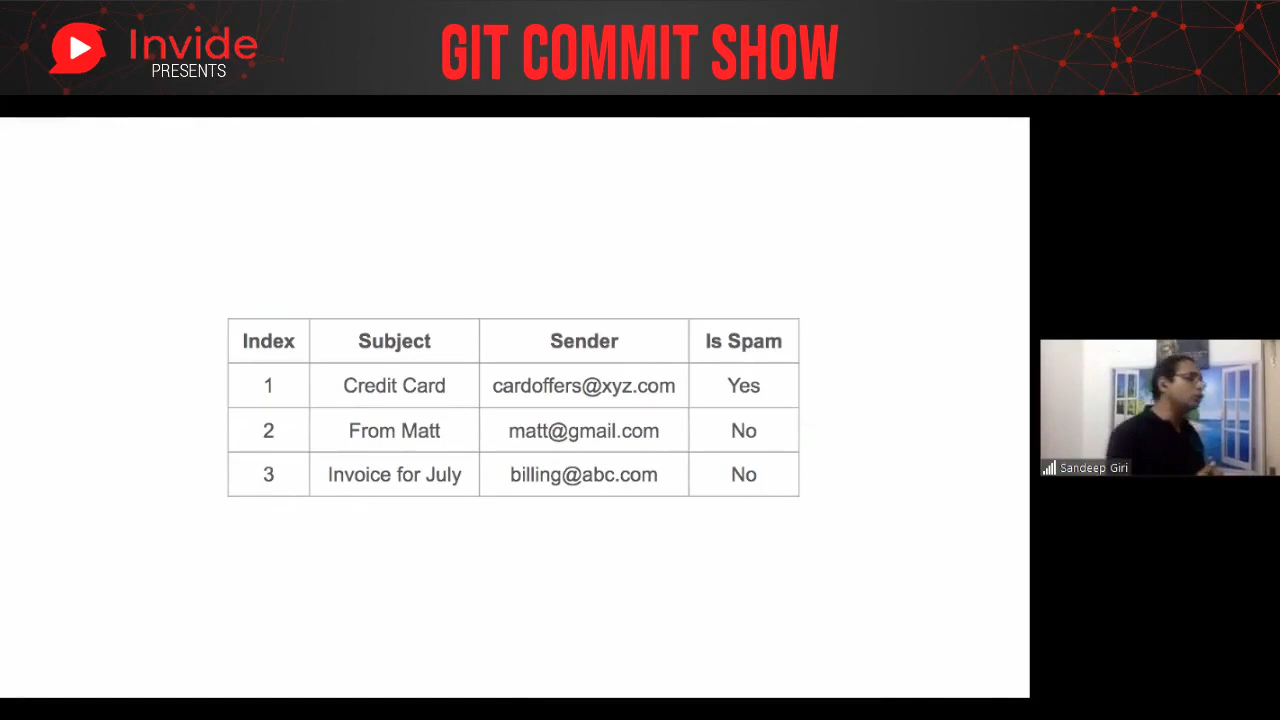 Invide
PRESENTS
GIT COMMIT SHOW
Index Subject Sender Is Spam
1 Credit Card cardoffers@xyz.com Yes
2 From Matt matt@gmail.com No
3 Invoice for July billing@abc.com No
Sandeep Giri